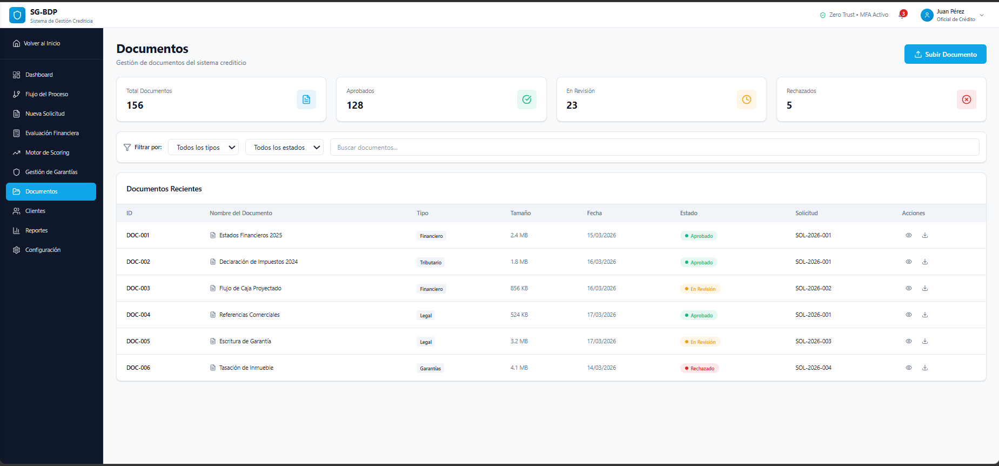 SG-BDP
Sistema de Gestión Crediticia
Zero Trust • MFA Activo
3
Juan Pérez
Oficial de Crédito
Volver al Inicio
Dashboard
Flujo del Proceso
Nueva Solicitud
Evaluación Financiera
Motor de Scoring
Gestión de Garantías
Documentos
Clientes
Reportes
Configuración
Documentos
Gestión de documentos del sistema crediticio
Subir Documento
Total Documentos
156
Aprobados
128
En Revisión
23
Rechazados
5
Filtrar por: Todos los tipos Todos los estados Buscar documentos...
Documentos Recientes
ID Nombre del Documento Tipo Tamaño Fecha Estado Solicitud Acciones
DOC-001 Estados Financieros 2025 Financiero 2.4 MB 15/03/2026 Aprobado SOL-2026-001
DOC-002 Declaración de Impuestos 2024 Tributario 1.8 MB 16/03/2026 Aprobado SOL-2026-001
DOC-003 Flujo de Caja Proyectado Financiero 856 KB 16/03/2026 En Revisión SOL-2026-002
DOC-004 Referencias Comerciales Legal 524 KB 17/03/2026 Aprobado SOL-2026-001
DOC-005 Escritura de Garantía Legal 3.2 MB 17/03/2026 En Revisión SOL-2026-003
DOC-006 Tasación de Inmueble Garantías 4.1 MB 14/03/2026 Rechazado SOL-2026-004